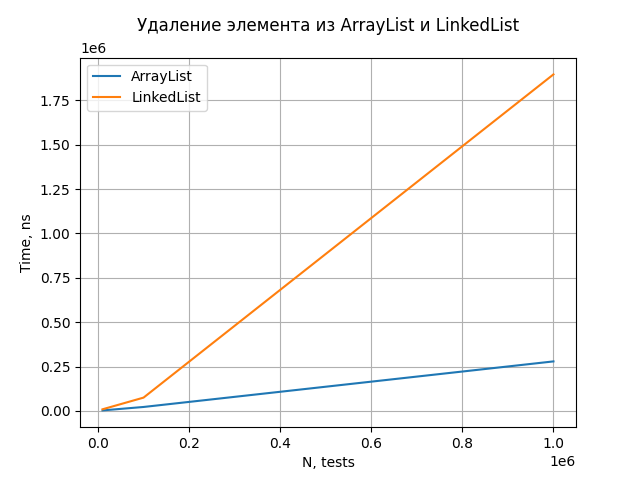 Удаление элемента из ArrayList и LinkedList
1e6
ArrayList
LinkedList
1.75
1.50
1.25
1.00
0.75
0.50
0.25
0.00
Time, ns
0.0 0.2 0.4 0.6 0.8 1.0
1e6
N, tests